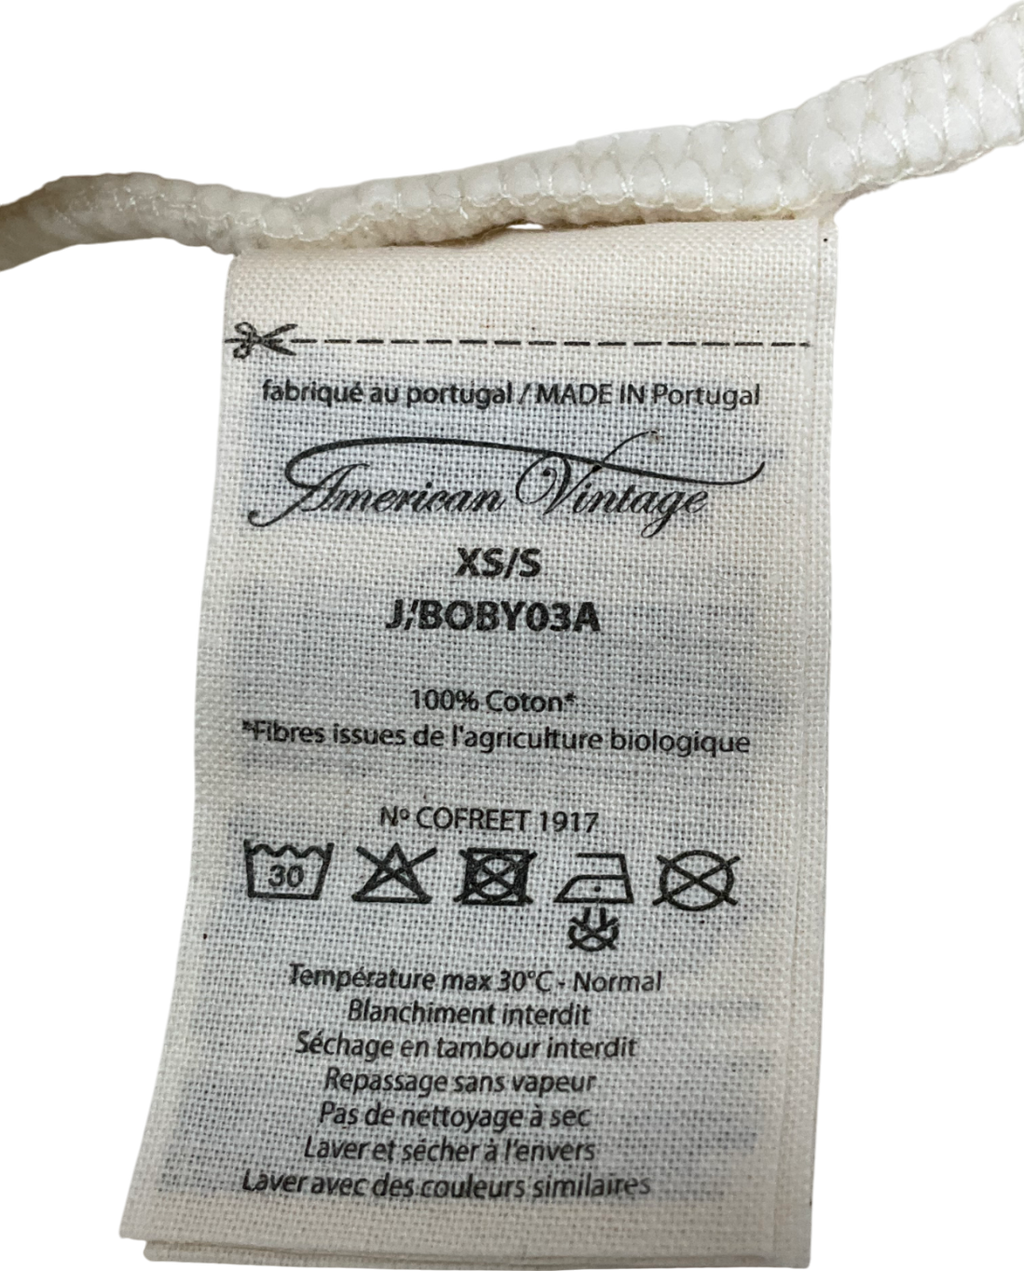 fabriqué au portugal / MADE IN Portugal
American Vintage
XS/S
J,'BOBY03A
100% Coton*
*Fibres issues de l'agriculture biologique
Nº COFREET 1917
30
Température max 30°C - Normal
Blanchiment interdit
Séchage en tambour interdit
Repassage sans vapeur
Pas de nettoyage à sec
Laver et sécher à l'envers
Laver avec des couleurs similaires